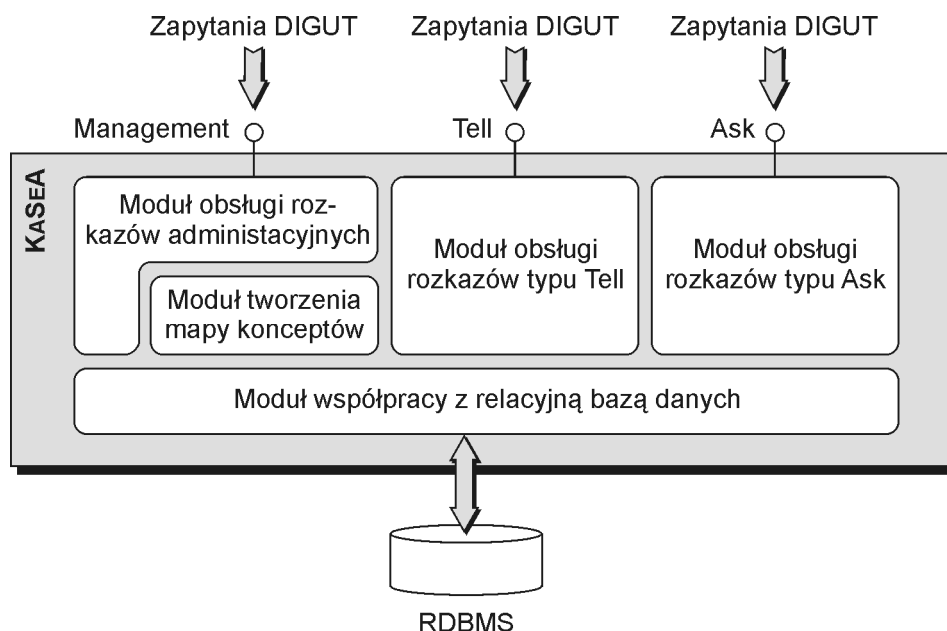 Zapytania DIGUT
Zapytania DIGUT
Zapytania DIGUT
Management
Tell
Ask
KASEA
Moduł obsługi roz-
kazów administacyjnych
Moduł tworzenia
mapy konceptów
Moduł obsługi
rozkazów typu Tell
Moduł obsługi
rozkazów typu Ask
Moduł współpracy z relacyjną bazą danych
RDBMS